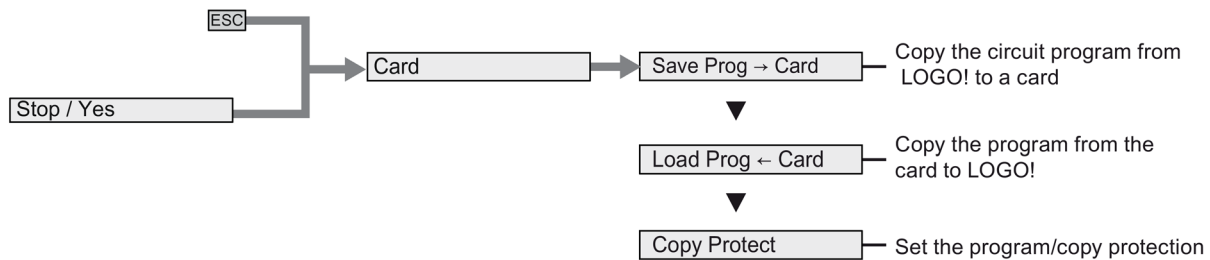 ESC
Stop / Yes
Card
Save Prog → Card
Copy the circuit program from
LOGO! to a card
Load Prog ← Card
Copy the program from the
card to LOGO!
Copy Protect
Set the program/copy protection